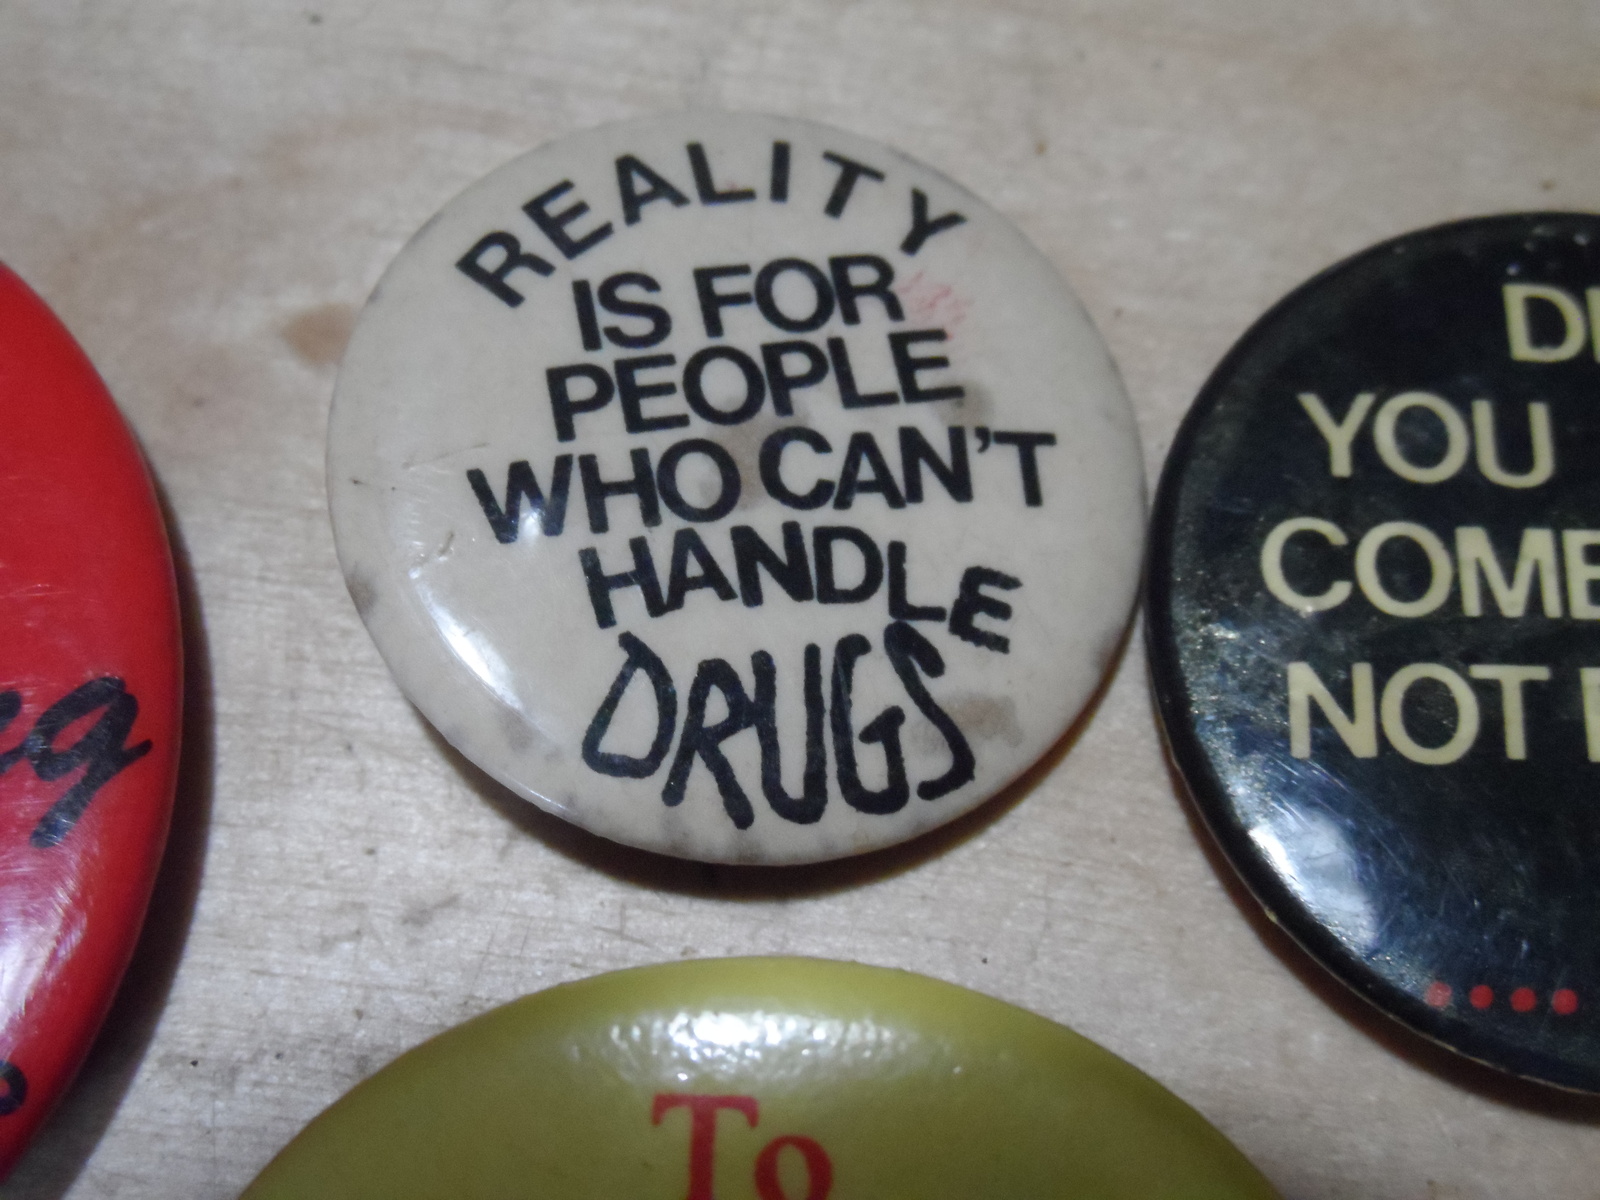 REALITY
IS FOR
PEOPLE
WHO CAN'T
HANDLE
DRUGS
YOU
COME
NOT
To